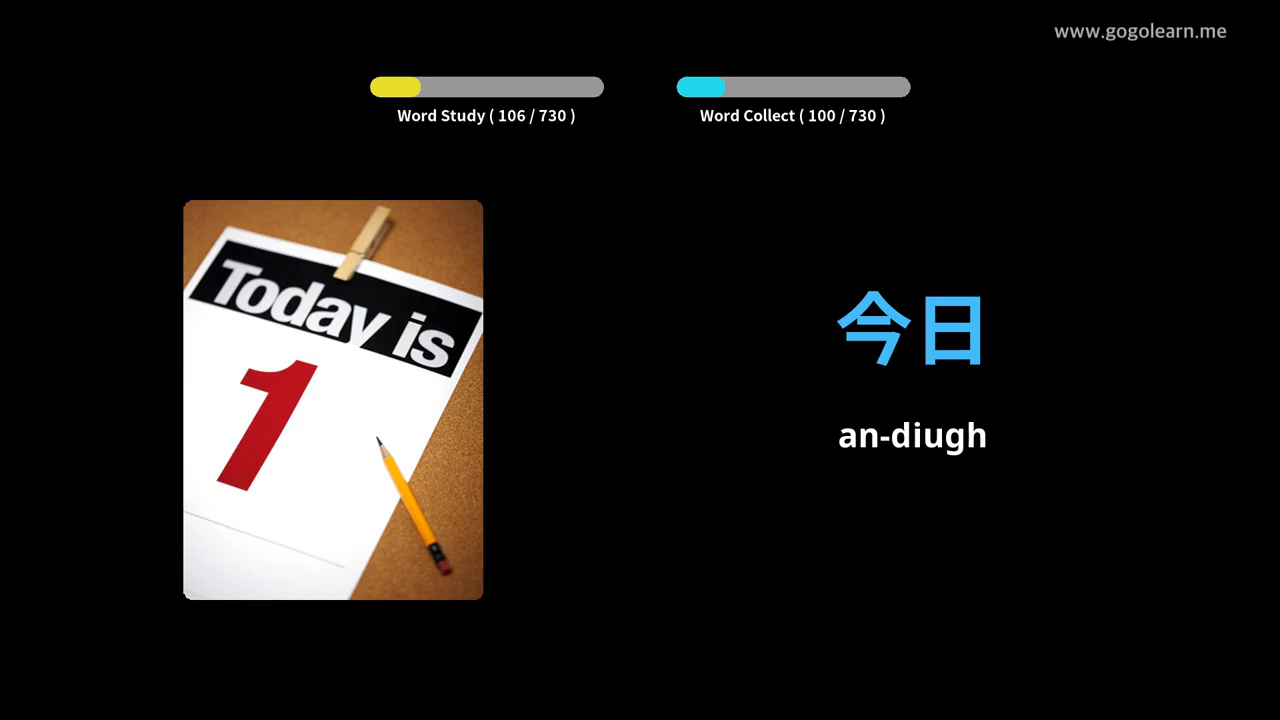 www.gogolearn.me
Word Study ( 106 / 730 )
Word Collect ( 100 / 730 )
Today is
1
今日
an-diugh